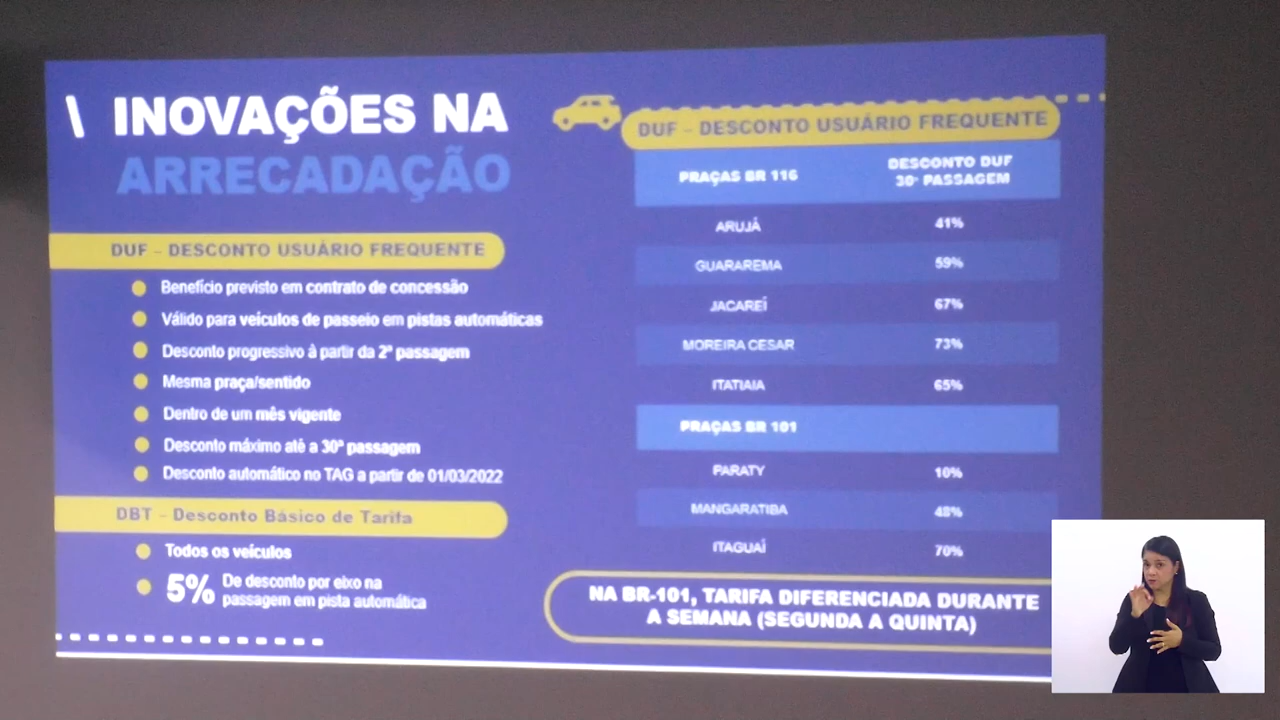 \ INOVAÇÕES NA
ARRECADAÇÃO
DUF – DESCONTO USUÁRIO FREQUENTE
Benefício previsto em contrato de concessão
Válido para veículos de passeio em pistas automáticas
Desconto progressivo à partir da 2ª passagem
Mesma praça/sentido
Dentro de um mês vigente
Desconto máximo até a 30ª passagem
Desconto automático no TAG a partir de 01/03/2022
DBT – Desconto Básico de Tarifa
Todos os veículos
5% De desconto por eixo na
passagem em pista automática
DUF – DESCONTO USUÁRIO FREQUENTE
PRAÇAS BR 116 DESCONTO DUF
30ª PASSAGEM
ARUJÁ 41%
GUARAREMA 59%
JACAREÍ 67%
MOREIRA CESAR 73%
ITATIAIA 65%
PRAÇAS BR 101
PARATY 10%
MANGARATIBA 48%
ITAGUAÍ 70%
NA BR-101, TARIFA DIFERENCIADA DURANTE
A SEMANA (SEGUNDA A QUINTA)